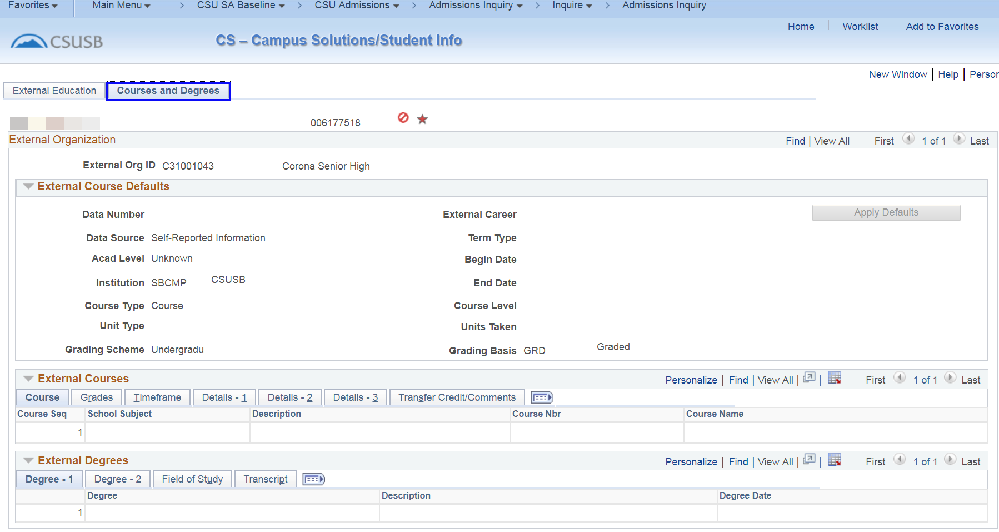 Favorites Main Menu > CSU SA Baseline > CSU Admissions > Admissions Inquiry > Inquire > Admissions Inquiry
Home Worklist Add to Favorites
CSUSB CS – Campus Solutions/Student Info
New Window | Help | Person
External Education Courses and Degrees
006177518
External Organization Find | View All First 1 of 1 Last
External Org ID C31001043 Corona Senior High
External Course Defaults
Data Number External Career Apply Defaults
Data Source Self-Reported Information Term Type
Acad Level Unknown Begin Date
Institution SBCMP CSUSB End Date
Course Type Course Course Level
Unit Type Units Taken
Grading Scheme Undergradu Grading Basis GRD Graded
External Courses Personalize | Find | View All | | First 1 of 1 Last
Course Grades Timeframe Details - 1 Details - 2 Details - 3 Transfer Credit/Comments
Course Seq School Subject Description Course Nbr Course Name
1
External Degrees Personalize | Find | View All | | First 1 of 1 Last
Degree - 1 Degree - 2 Field of Study Transcript
Degree Description Degree Date
1